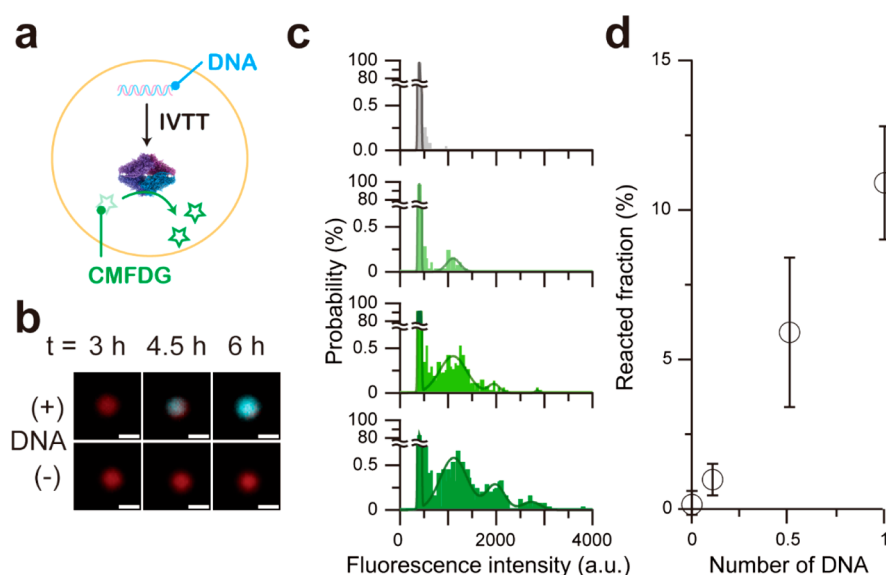 a
DNA
IVTT
CMFDG
b
t = 3 h 4.5 h 6 h
(+)
DNA
(-)
c
Probability (%)
100
80
0.5
0.0
100
80
0.5
0
100
80
0.5
0
100
80
0.5
0
0 2000 4000
Fluorescence intensity (a.u.)
d
Reacted fraction (%)
15
10
5
0
0 0.5 1
Number of DNA